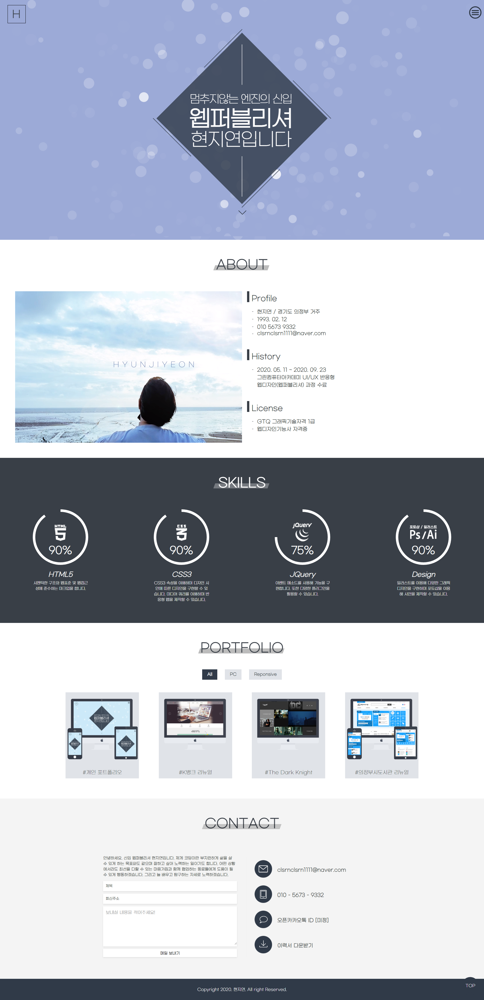 H
멈추지않는 엔진의 신입
웹퍼블리셔
현지연입니다
ABOUT
HYUNJIYEON
Profile
- 현지연 / 경기도 의정부 거주
- 1993. 02. 12
- 010 5673 9332
- clsrnclsrn1111@naver.com
History
- 2020. 05. 11 ~ 2020. 09. 23
그린컴퓨터아카데미 UI/UX 반응형
웹디자인(웹퍼블리셔) 과정 수료
License
- GTQ 그래픽기술자격 1급
- 웹디자인기능사 자격증
SKILLS
HTML
5
90%
HTML5
시멘틱한 구조와 웹표준 및 웹접근
성에 준수하는 마크업을 합니다.
CSS
3
90%
CSS3
CSS3 속성을 이해하며 디자인 시
안에 따른 디자인을 구현할 수 있
습니다. 미디어 쿼리를 이해하며 반
응형 웹을 제작할 수 있습니다.
jQuery
75%
JQuery
이벤트 메소드를 사용해 기능을 구
현합니다. 또한 다양한 플러그인을
활용할 수 있습니다.
포토샵 / 일러스트
Ps/Ai
90%
Design
일러스트를 이용해 다양한 그래픽
디자인을 구현하며 포토샵을 이용
해 시안을 제작할 수 있습니다.
PORTFOLIO
All
PC
Reponsive
웹퍼블리셔
현지연입니다
웹퍼블리셔
웹퍼블리셔
#개인 포트폴리오
#K뱅크 리뉴얼
DC
#The Dark Knight
#의정부시도서관 리뉴얼
CONTACT
안녕하세요. 신입 웹퍼블리셔 현지연입니다. 제게 코딩이란 부지런하게 삶을 살
수 있게 하는 목표와도 같으며 잘하고 싶어 노력하는 일이기도 합니다. 어떤 상황
에서라도 최선을 다할 수 있는 마음가짐과 함께 협업하는 동료들에게 도움이 될
수 있게 행동하겠습니다. 그리고 늘 배우고 탐구하는 자세로 노력하겠습니다.
제목
회신주소
보내실 내용을 적어주세요!
메일 보내기
clsrnclsrn1111@naver.com
010 - 5673 - 9332
오픈카카오톡 ID [미정]
이력서 다운받기
TOP
Copyright 2020. 현지연. All right Reserved.